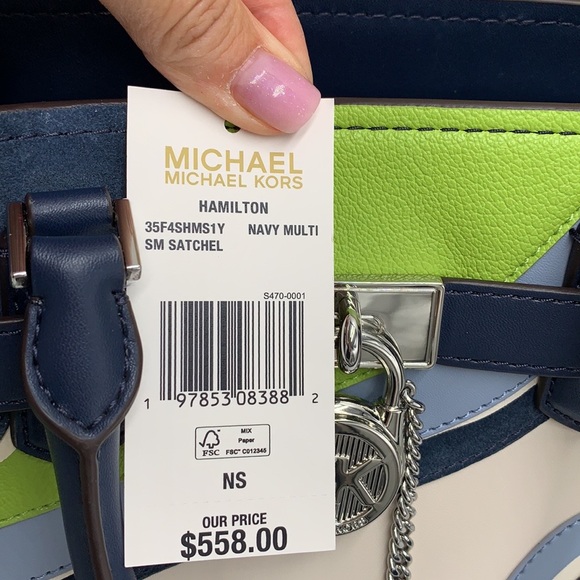 MICHAEL
MICHAEL KORS
HAMILTON
35F4SHMS1Y NAVY MULTI
SM SATCHEL
S470-0001
1 97853 08388 2
FSC
MIX
Paper
FSC® C012345
NS
OUR PRICE
$558.00